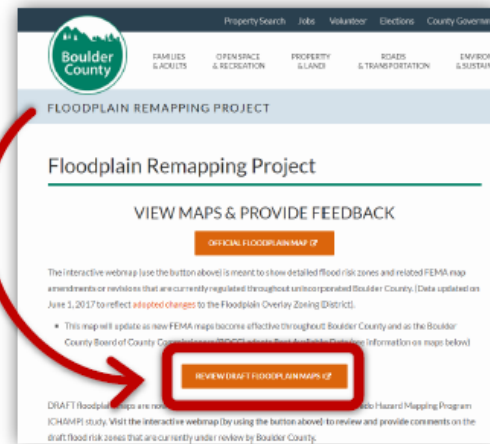 Property Search Jobs Volunteer Elections County Governm
Boulder
County
FAMILIES
& ADULTS
OPEN SPACE
& RECREATION
PROPERTY
& LAND
ROADS
& TRANSPORTATION
ENVIRON
& SUSTAIN
FLOODPLAIN REMAPPING PROJECT
Floodplain Remapping Project
VIEW MAPS & PROVIDE FEEDBACK
OFFICIAL FLOODPLAIN MAP
The interactive webmap (use the button above) is meant to show detailed flood risk zones and related FEMA map
amendments or revisions that are currently regulated throughout unincorporated Boulder County. (Data updated on
June 1, 2017 to reflect adopted changes to the Floodplain Overlay Zoning District).
• This map will update as new FEMA maps become effective throughout Boulder County and as the Boulder
County Board of County information on maps below)
REVIEW DRAFT FLOODPLAIN MAPS
DRAFT floodplain maps are now Hazard Mapping Program
(CHAMP) study. Visit the interactive webmap (by using the button above) to review and provide comments on the
draft flood risk zones that are currently under review by Boulder County.